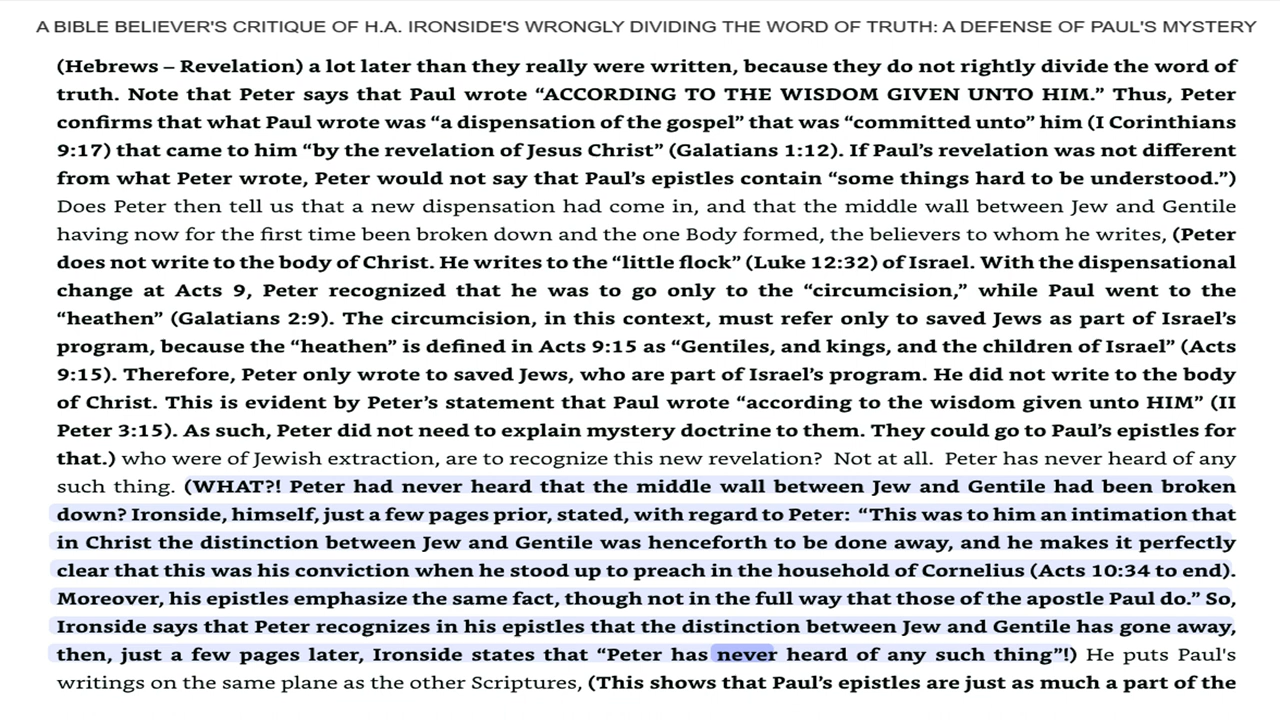 A BIBLE BELIEVER'S CRITIQUE OF H.A. IRONSIDE'S WRONGLY DIVIDING THE WORD OF TRUTH: A DEFENSE OF PAUL'S MYSTERY
(Hebrews – Revelation) a lot later than they really were written, because they do not rightly divide the word of
truth. Note that Peter says that Paul wrote “ACCORDING TO THE WISDOM GIVEN UNTO HIM.” Thus, Peter
confirms that what Paul wrote was “a dispensation of the gospel” that was “committed unto” him (I Corinthians
9:17) that came to him “by the revelation of Jesus Christ” (Galatians 1:12). If Paul’s revelation was not different
from what Peter wrote, Peter would not say that Paul’s epistles contain “some things hard to be understood.”)
Does Peter then tell us that a new dispensation had come in, and that the middle wall between Jew and Gentile
having now for the first time been broken down and the one Body formed, the believers to whom he writes, (Peter
does not write to the body of Christ. He writes to the “little flock” (Luke 12:32) of Israel. With the dispensational
change at Acts 9, Peter recognized that he was to go only to the “circumcision,” while Paul went to the
“heathen” (Galatians 2:9). The circumcision, in this context, must refer only to saved Jews as part of Israel’s
program, because the “heathen” is defined in Acts 9:15 as “Gentiles, and kings, and the children of Israel” (Acts
9:15). Therefore, Peter only wrote to saved Jews, who are part of Israel’s program. He did not write to the body
of Christ. This is evident by Peter’s statement that Paul wrote “according to the wisdom given unto HIM” (II
Peter 3:15). As such, Peter did not need to explain mystery doctrine to them. They could go to Paul’s epistles for
that.) who were of Jewish extraction, are to recognize this new revelation? Not at all. Peter has never heard of any
such thing. (WHAT?! Peter had never heard that the middle wall between Jew and Gentile had been broken
down? Ironside, himself, just a few pages prior, stated, with regard to Peter: “This was to him an intimation that
in Christ the distinction between Jew and Gentile was henceforth to be done away, and he makes it perfectly
clear that this was his conviction when he stood up to preach in the household of Cornelius (Acts 10:34 to end).
Moreover, his epistles emphasize the same fact, though not in the full way that those of the apostle Paul do.” So,
Ironside says that Peter recognizes in his epistles that the distinction between Jew and Gentile has gone away,
then, just a few pages later, Ironside states that “Peter has never heard of any such thing”!) He puts Paul's
writings on the same plane as the other Scriptures, (This shows that Paul’s epistles are just as much a part of the